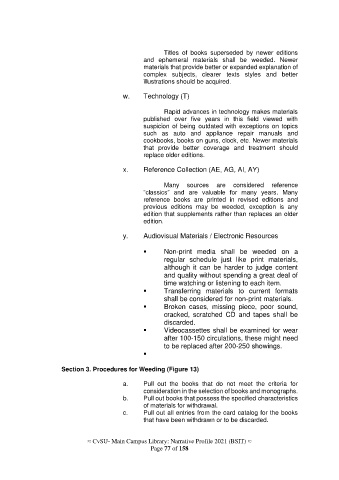 Titles of books superseded by newer editions
and ephemeral materials shall be weeded. Newer
materials that provide better or expanded explanation of
complex subjects, clearer texts styles and better
illustrations should be acquired.
w. Technology (T)
Rapid advances in technology makes materials
published over five years in this field viewed with
suspicion of being outdated with exceptions on topics
such as auto and appliance repair manuals and
cookbooks, books on guns, clock, etc. Newer materials
that provide better coverage and treatment should
replace older editions.
x. Reference Collection (AE, AG, AI, AY)
Many sources are considered reference
“classics” and are valuable for many years. Many
reference books are printed in revised editions and
previous editions may be weeded, exception is any
edition that supplements rather than replaces an older
edition.
y. Audiovisual Materials / Electronic Resources
▪ Non-print media shall be weeded on a
regular schedule just like print materials,
although it can be harder to judge content
and quality without spending a great deal of
time watching or listening to each item.
▪ Transferring materials to current formats
shall be considered for non-print materials.
▪ Broken cases, missing piece, poor sound,
cracked, scratched CD and tapes shall be
discarded.
▪ Videocassettes shall be examined for wear
after 100-150 circulations, these might need
to be replaced after 200-250 showings.
▪
Section 3. Procedures for Weeding (Figure 13)
a. Pull out the books that do not meet the criteria for
consideration in the selection of books and monographs.
b. Pull out books that possess the specified characteristics
of materials for withdrawal.
c. Pull out all entries from the card catalog for the books
that have been withdrawn or to be discarded.
≈ CvSU- Main Campus Library: Narrative Profile 2021 (BSIT) ≈
Page 77 of 158